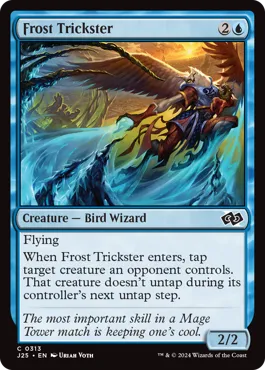 Frost Trickster 2
Creature — Bird Wizard
Flying
When Frost Trickster enters, tap
target creature an opponent controls.
That creature doesn't untap during its
controller's next untap step.
The most important skill in a Mage
Tower match is keeping one's cool.
2/2
C 0313
J25 • EN Uriah Voth ™ & © 2024 Wizards of the Coast